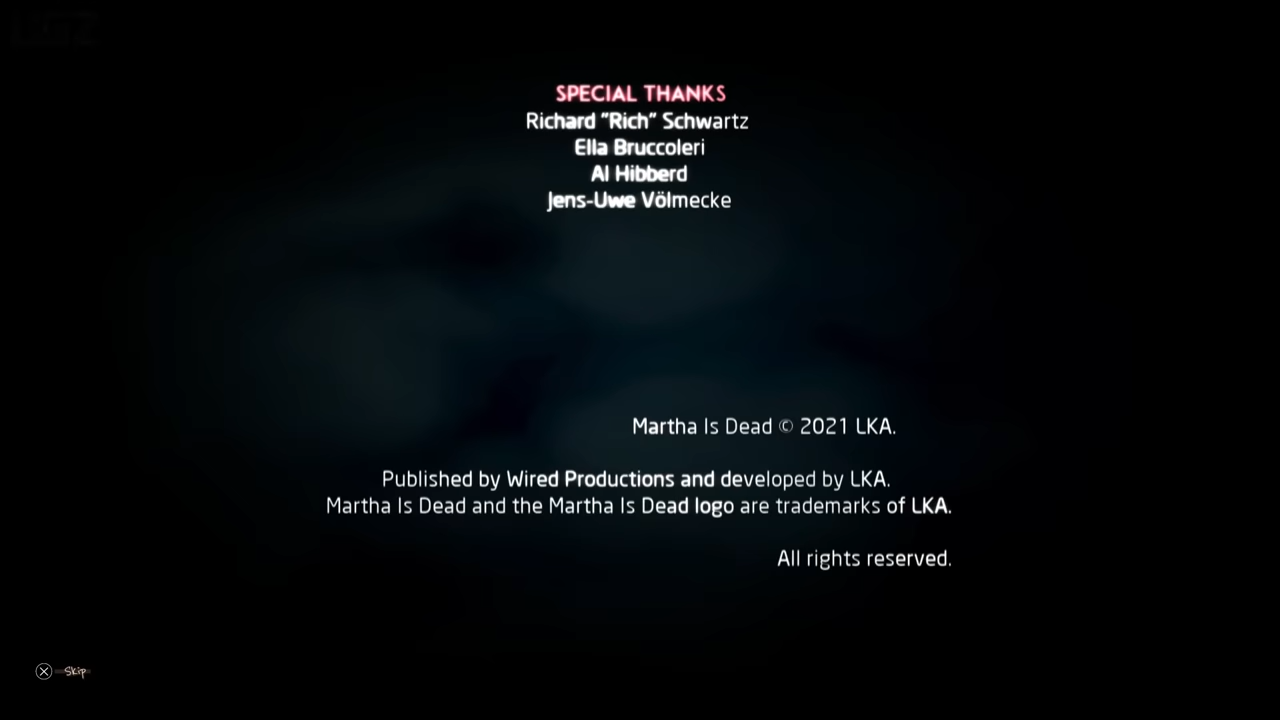 SPECIAL THANKS
Richard "Rich" Schwartz
Ella Bruccoleri
Al Hibberd
Jens-Uwe Völmecke
Martha Is Dead © 2021 LKA.
Published by Wired Productions and developed by LKA.
Martha Is Dead and the Martha Is Dead logo are trademarks of LKA.
All rights reserved.
Skip